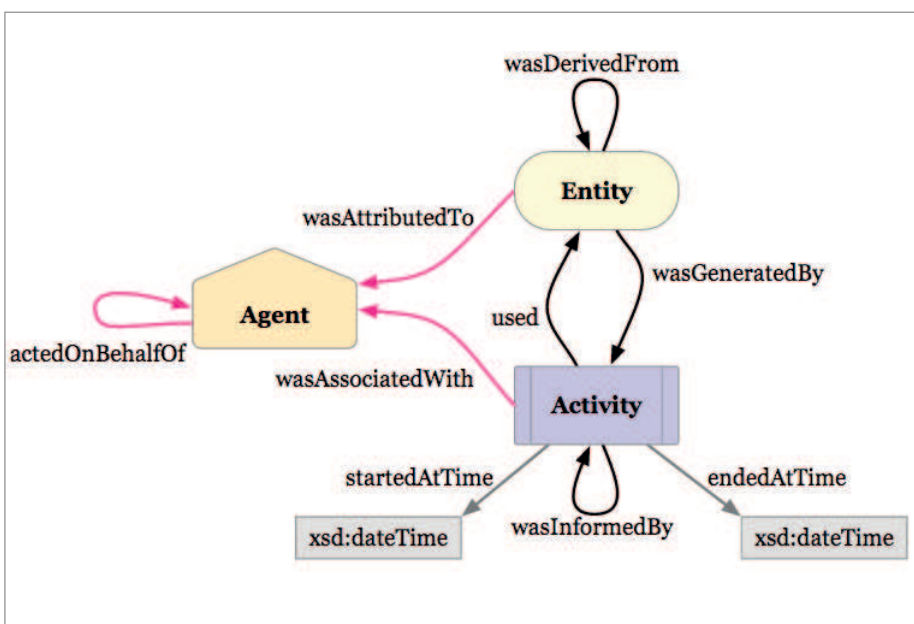 wasDerivedFrom
Entity
wasAttributedTo
wasGeneratedBy
Agent
used
actedOnBehalfOf
wasAssociatedWith
Activity
startedAtTime
endedAtTime
wasInformedBy
xsd:dateTime
xsd:dateTime